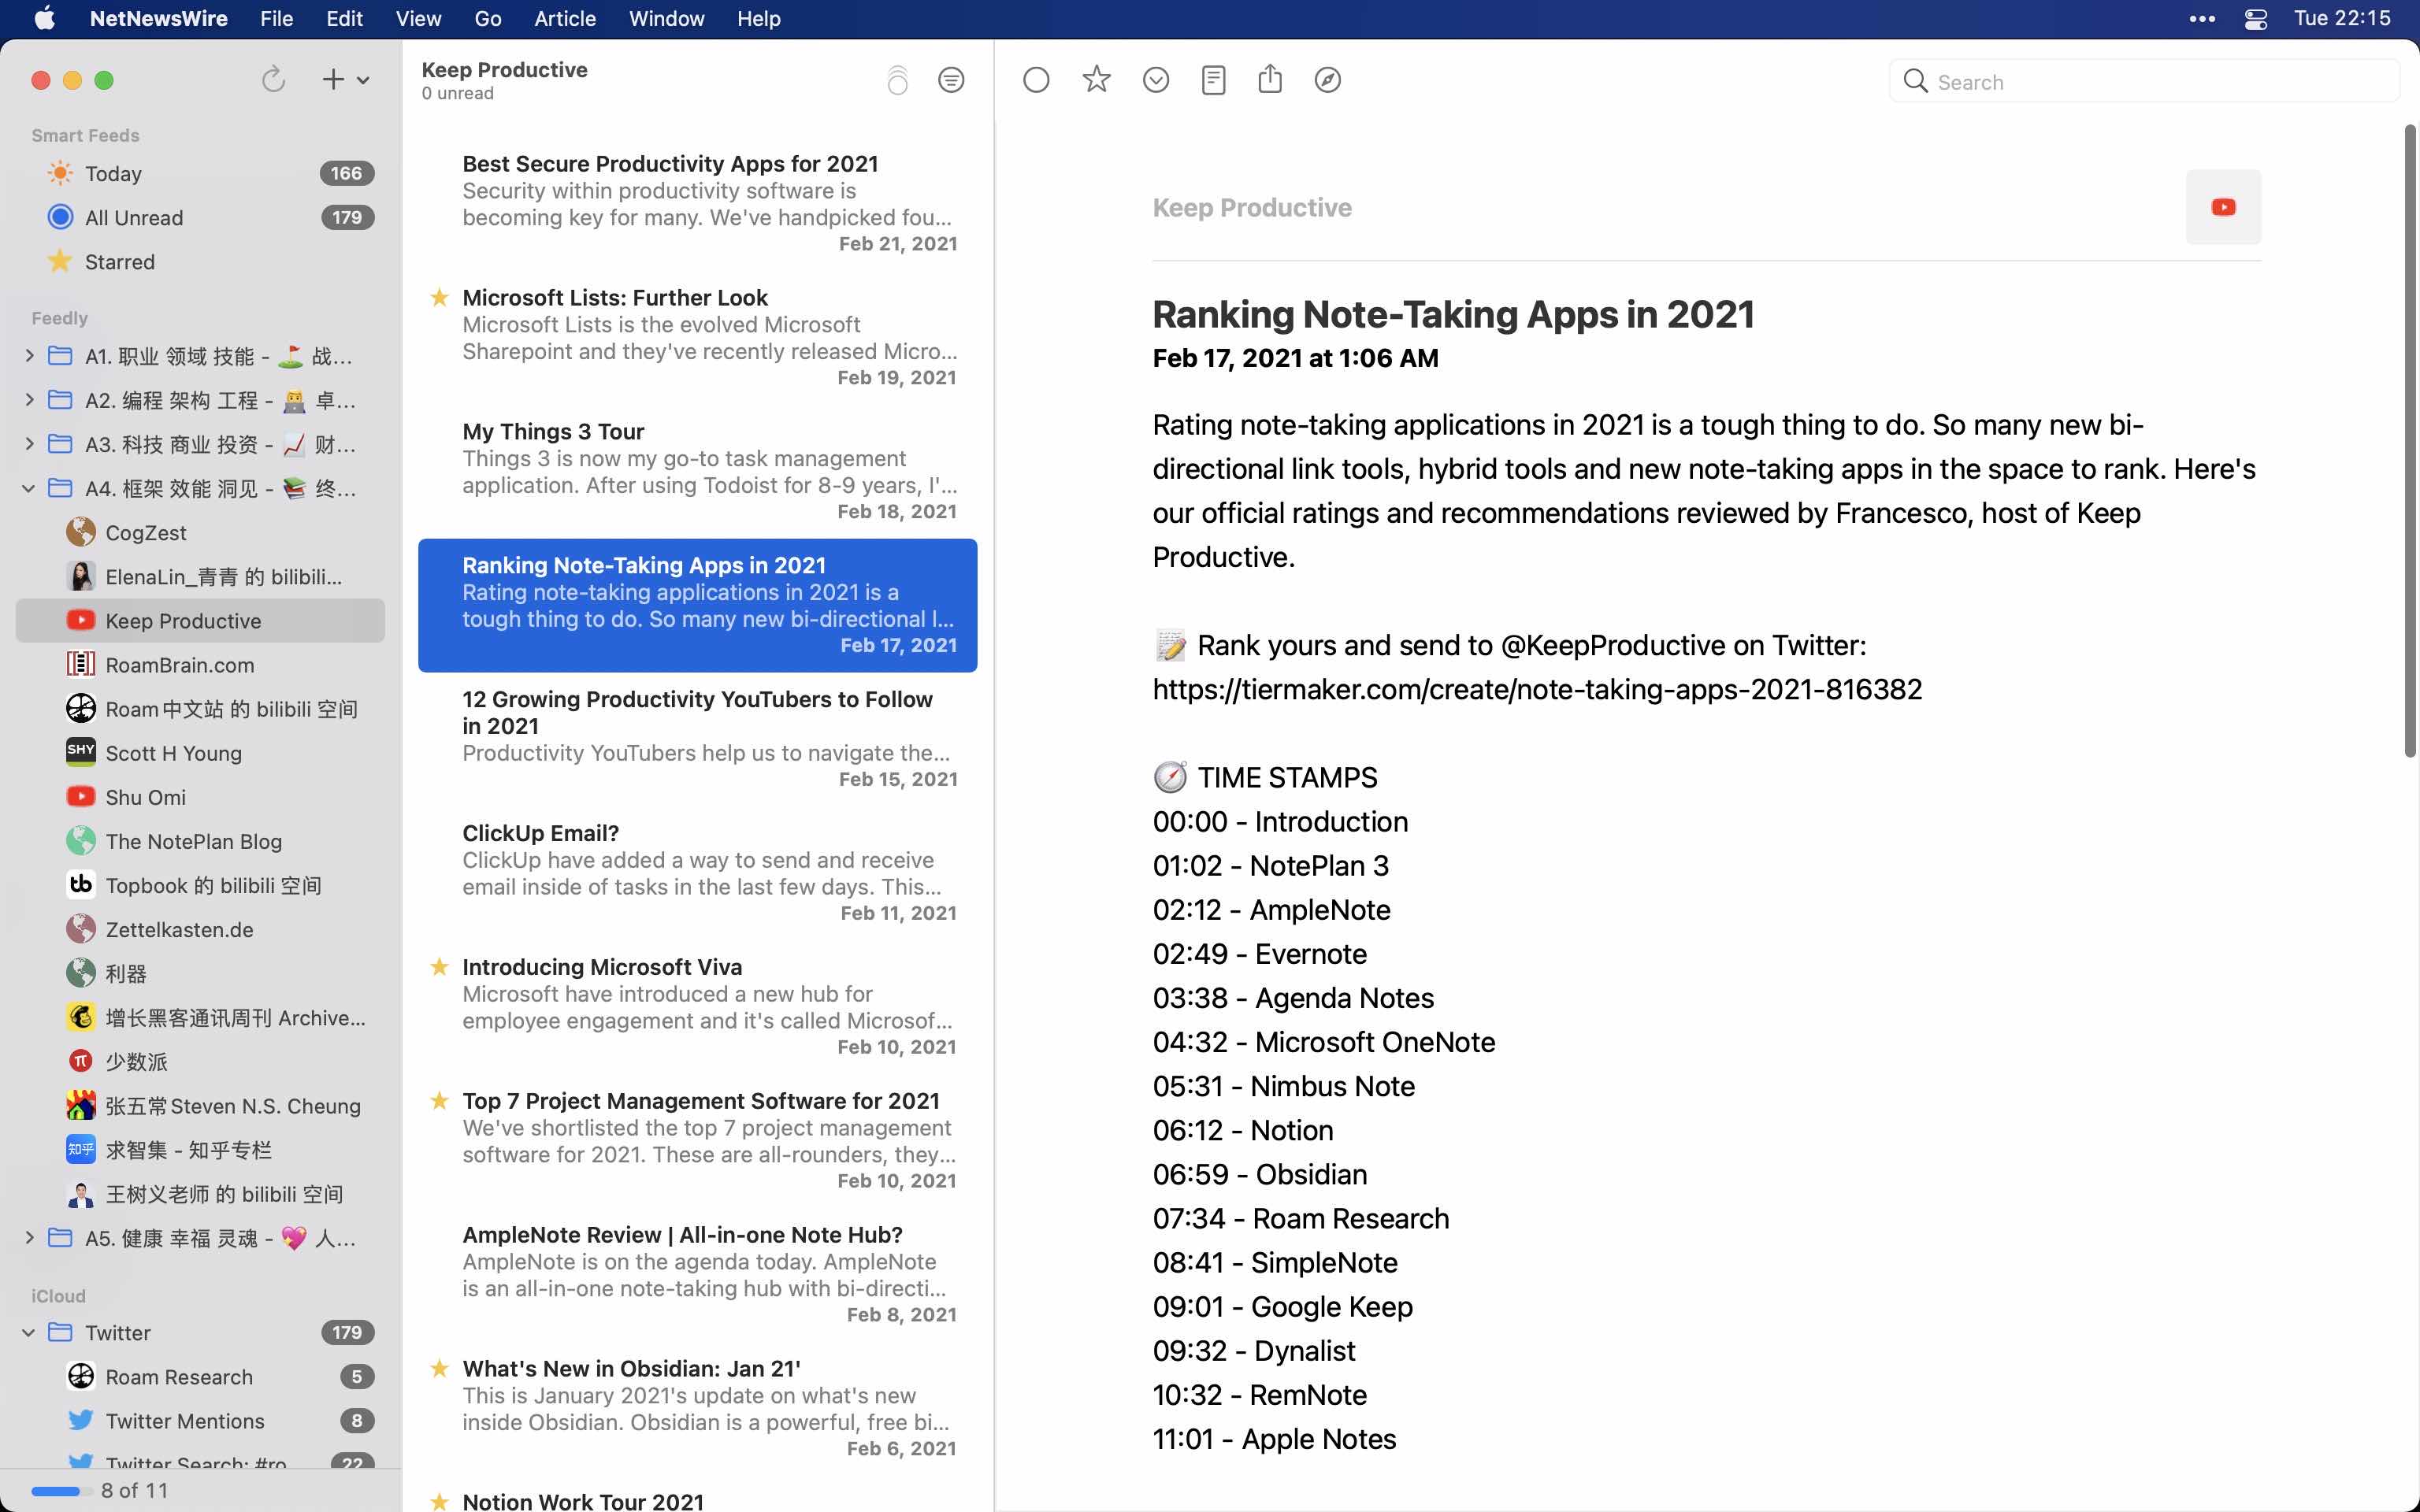 NetNewsWire File Edit View Go Article Window Help
Tue 22:15
Smart Feeds
Today 166
All Unread 179
Starred
Feedly
A1. 职业 领域 技能 - ⛳️ 战…
A2. 编程 架构 工程 - 👨‍💻 卓…
A3. 科技 商业 投资 - 📈 财…
A4. 框架 效能 洞见 - 📚 终…
CogZest
ElenaLin_青青 的 bilibili…
Keep Productive
RoamBrain.com
Roam中文站 的 bilibili 空间
SHY
Scott H Young
Shu Omi
The NotePlan Blog
tb
Topbook 的 bilibili 空间
Zettelkasten.de
利器
增长黑客通讯周刊 Archive…
π
少数派
张五常Steven N.S. Cheung
知乎
求智集 - 知乎专栏
王树义老师 的 bilibili 空间
A5. 健康 幸福 灵魂 - 💖 人…
iCloud
Twitter 179
Roam Research 5
Twitter Mentions 8
Twitter Search: #ro 22
8 of 11
Keep Productive
0 unread
Best Secure Productivity Apps for 2021
Security within productivity software is
becoming key for many. We've handpicked fou…
Feb 21, 2021
Microsoft Lists: Further Look
Microsoft Lists is the evolved Microsoft
Sharepoint and they've recently released Micro…
Feb 19, 2021
My Things 3 Tour
Things 3 is now my go-to task management
application. After using Todoist for 8-9 years, I'…
Feb 18, 2021
Ranking Note-Taking Apps in 2021
Rating note-taking applications in 2021 is a
tough thing to do. So many new bi-directional l…
Feb 17, 2021
12 Growing Productivity YouTubers to Follow
in 2021
Productivity YouTubers help us to navigate the…
Feb 15, 2021
ClickUp Email?
ClickUp have added a way to send and receive
email inside of tasks in the last few days. This…
Feb 11, 2021
Introducing Microsoft Viva
Microsoft have introduced a new hub for
employee engagement and it's called Microsof…
Feb 10, 2021
Top 7 Project Management Software for 2021
We've shortlisted the top 7 project management
software for 2021. These are all-rounders, they…
Feb 10, 2021
AmpleNote Review | All-in-one Note Hub?
AmpleNote is on the agenda today. AmpleNote
is an all-in-one note-taking hub with bi-directi…
Feb 8, 2021
What's New in Obsidian: Jan 21'
This is January 2021's update on what's new
inside Obsidian. Obsidian is a powerful, free bi…
Feb 6, 2021
Notion Work Tour 2021
Search
Keep Productive
Ranking Note-Taking Apps in 2021
Feb 17, 2021 at 1:06 AM
Rating note-taking applications in 2021 is a tough thing to do. So many new bi-
directional link tools, hybrid tools and new note-taking apps in the space to rank. Here's
our official ratings and recommendations reviewed by Francesco, host of Keep
Productive.
📝 Rank yours and send to @KeepProductive on Twitter:
https://tiermaker.com/create/note-taking-apps-2021-816382
🧭 TIME STAMPS
00:00 - Introduction
01:02 - NotePlan 3
02:12 - AmpleNote
02:49 - Evernote
03:38 - Agenda Notes
04:32 - Microsoft OneNote
05:31 - Nimbus Note
06:12 - Notion
06:59 - Obsidian
07:34 - Roam Research
08:41 - SimpleNote
09:01 - Google Keep
09:32 - Dynalist
10:32 - RemNote
11:01 - Apple Notes